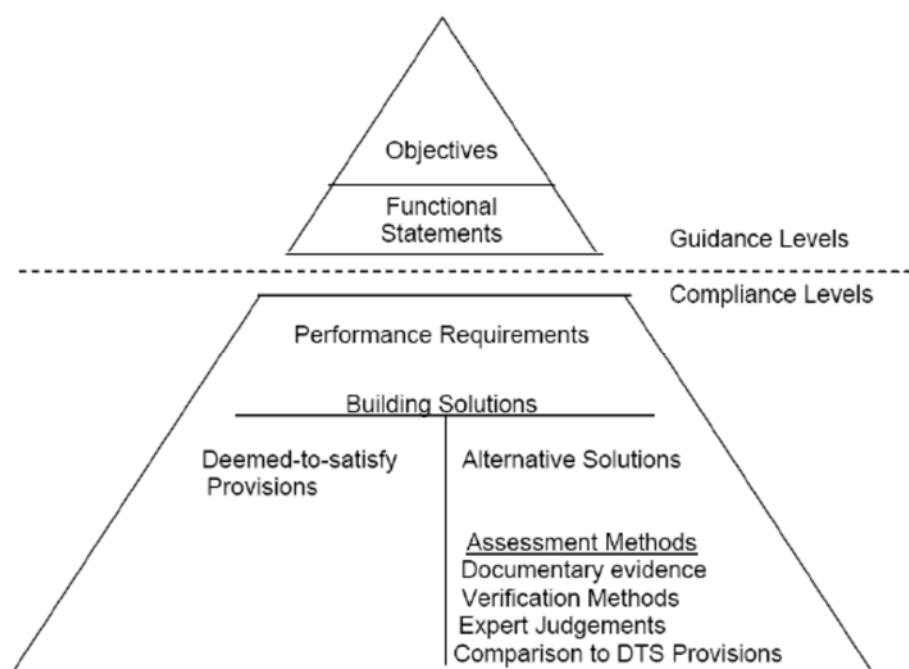 Objectives
Functional
Statements
Guidance Levels
Compliance Levels
Performance Requirements
Building Solutions
Deemed-to-satisfy
Provisions
Alternative Solutions
Assessment Methods
Documentary evidence
Verification Methods
Expert Judgements
Comparison to DTS Provisions